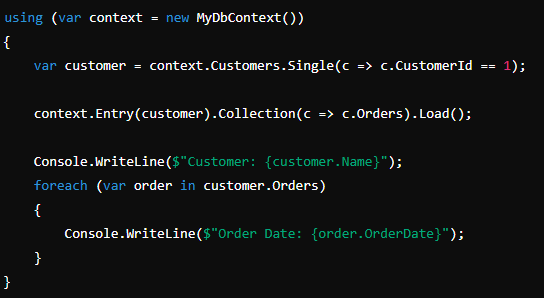 using (var context = new MyDbContext())
{
    var customer = context.Customers.Single(c => c.CustomerId == 1);

    context.Entry(customer).Collection(c => c.Orders).Load();

    Console.WriteLine($"Customer: {customer.Name}");
    foreach (var order in customer.Orders)
    {
        Console.WriteLine($"Order Date: {order.OrderDate}");
    }
}